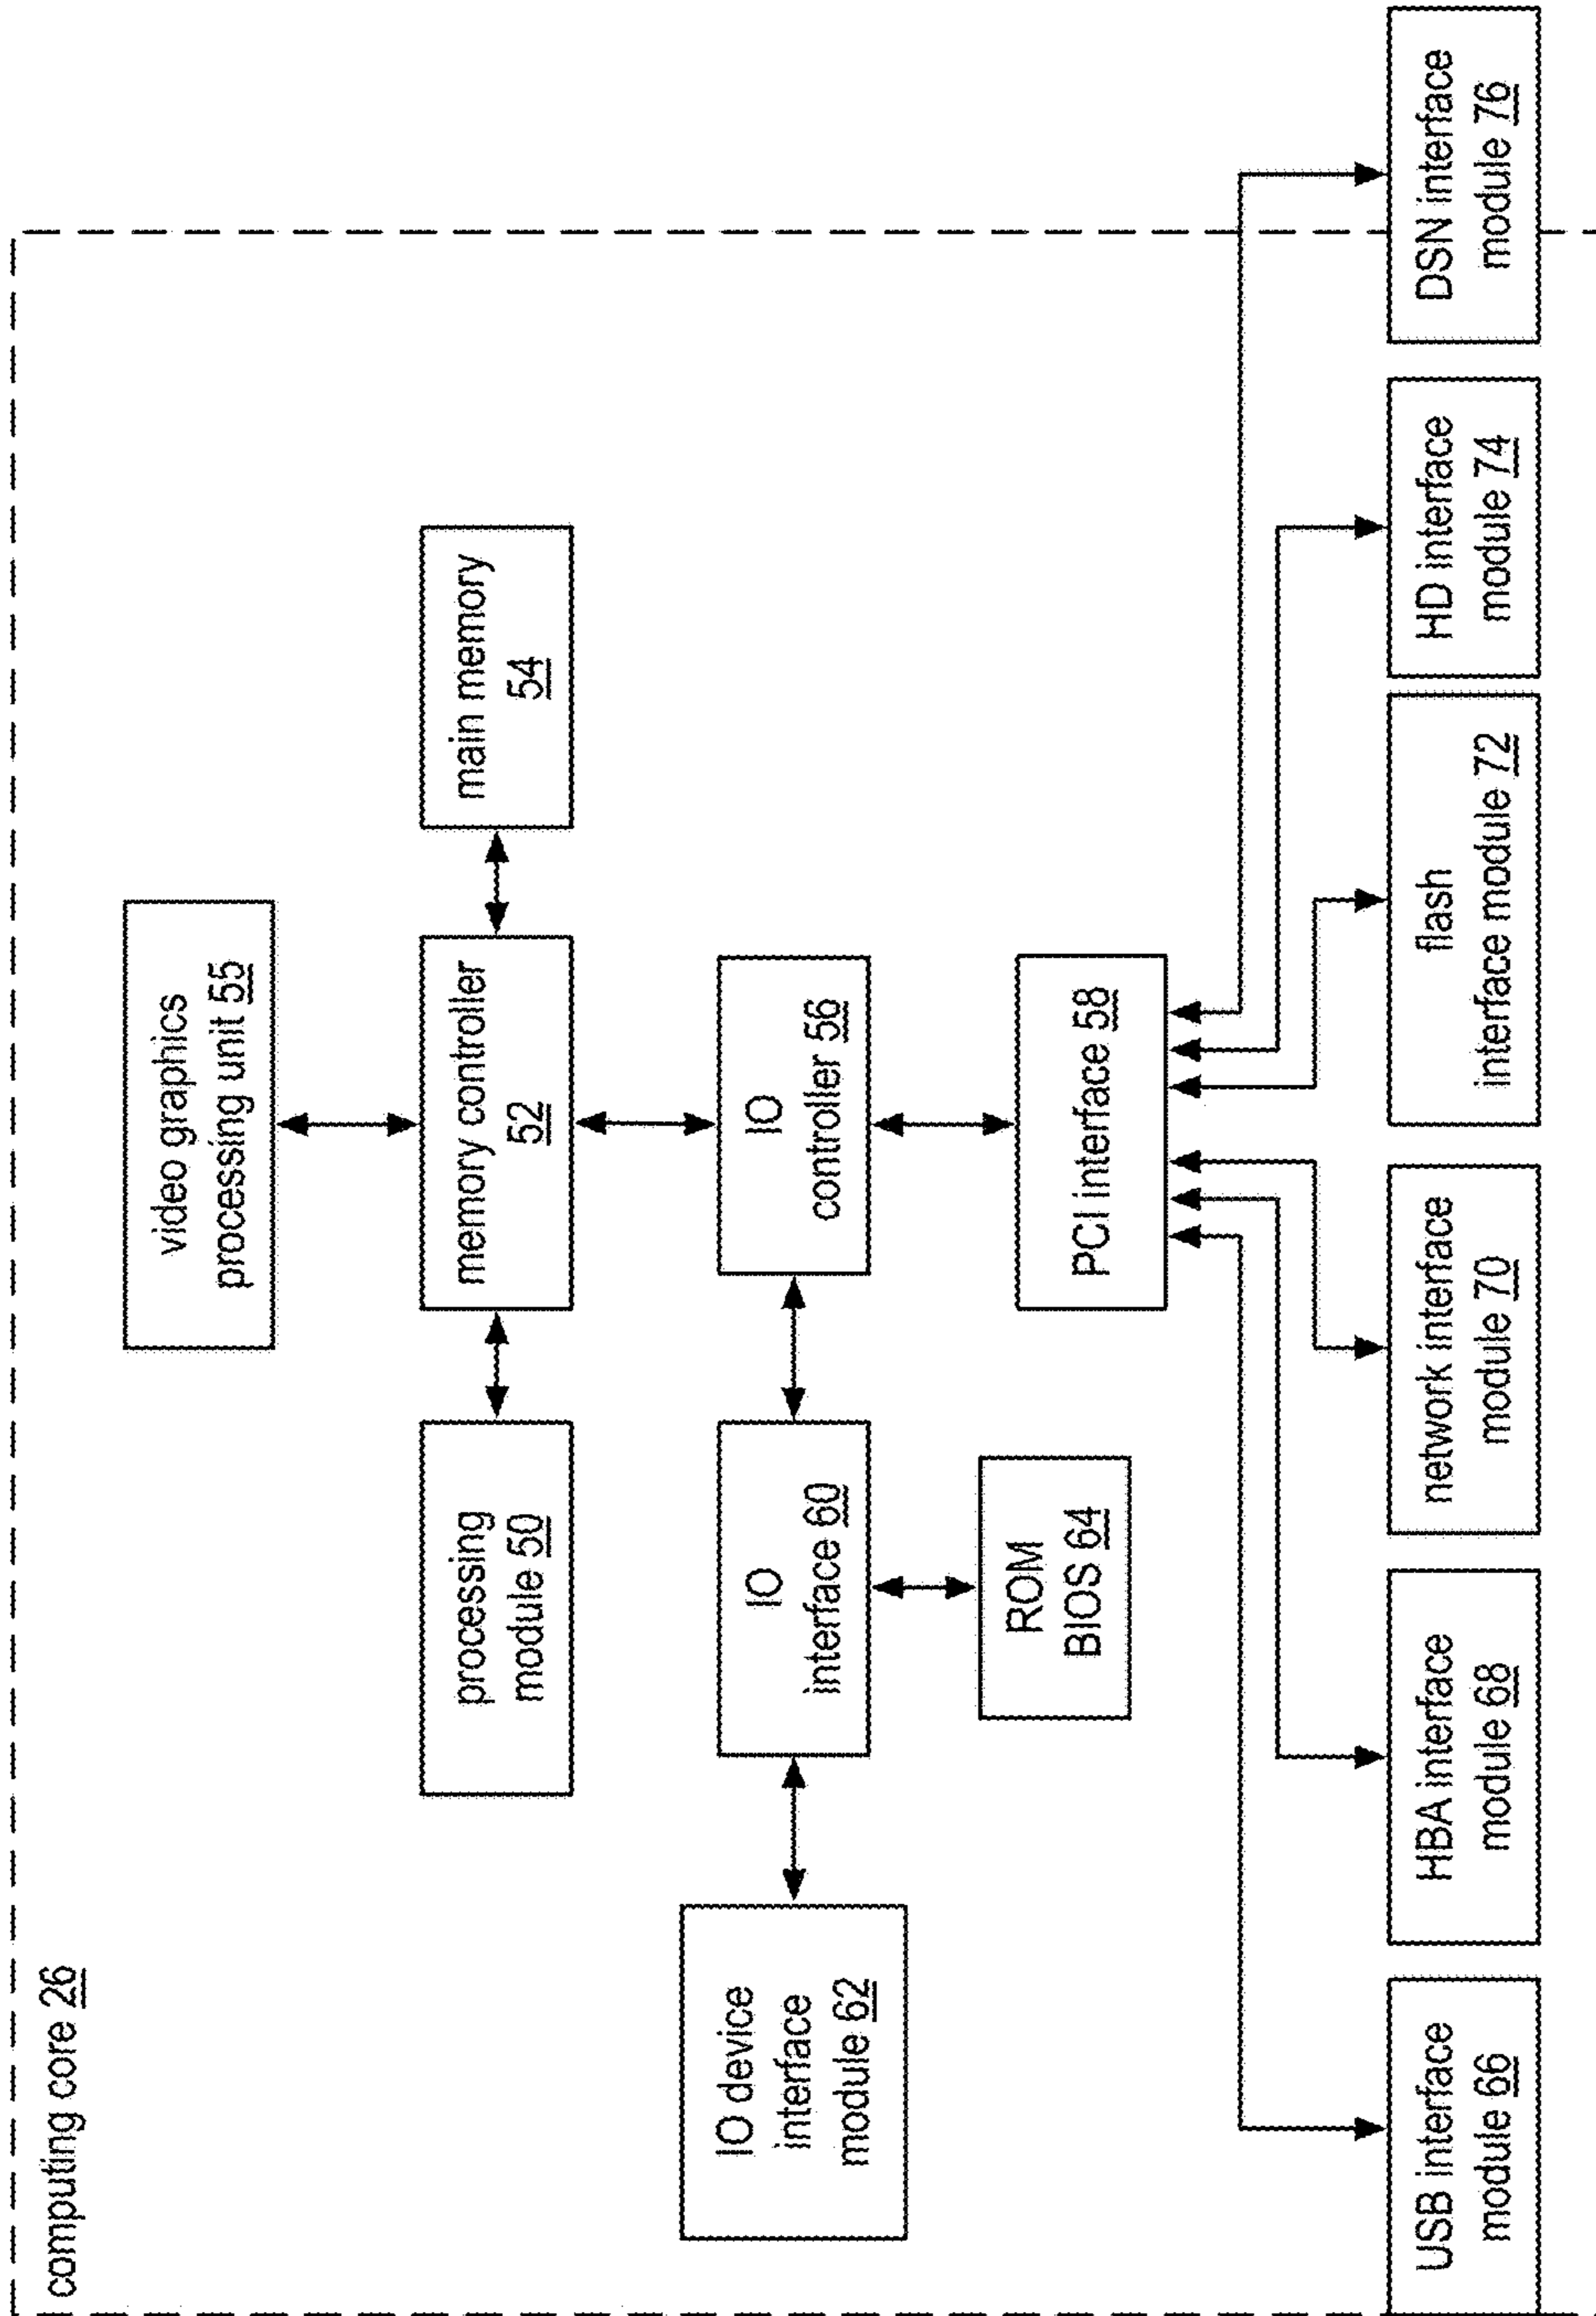 computing core 26
video graphics
processing unit 55
processing
module 50
memory controller
52
main memory
54
IO device
interface
module 62
IO
interface 60
IO
controller 56
ROM
BIOS 64
PCI interface 58
USB interface
module 66
HBA interface
module 68
network interface
module 70
flash
interface module 72
HD interface
module 74
DSN interface
module 76